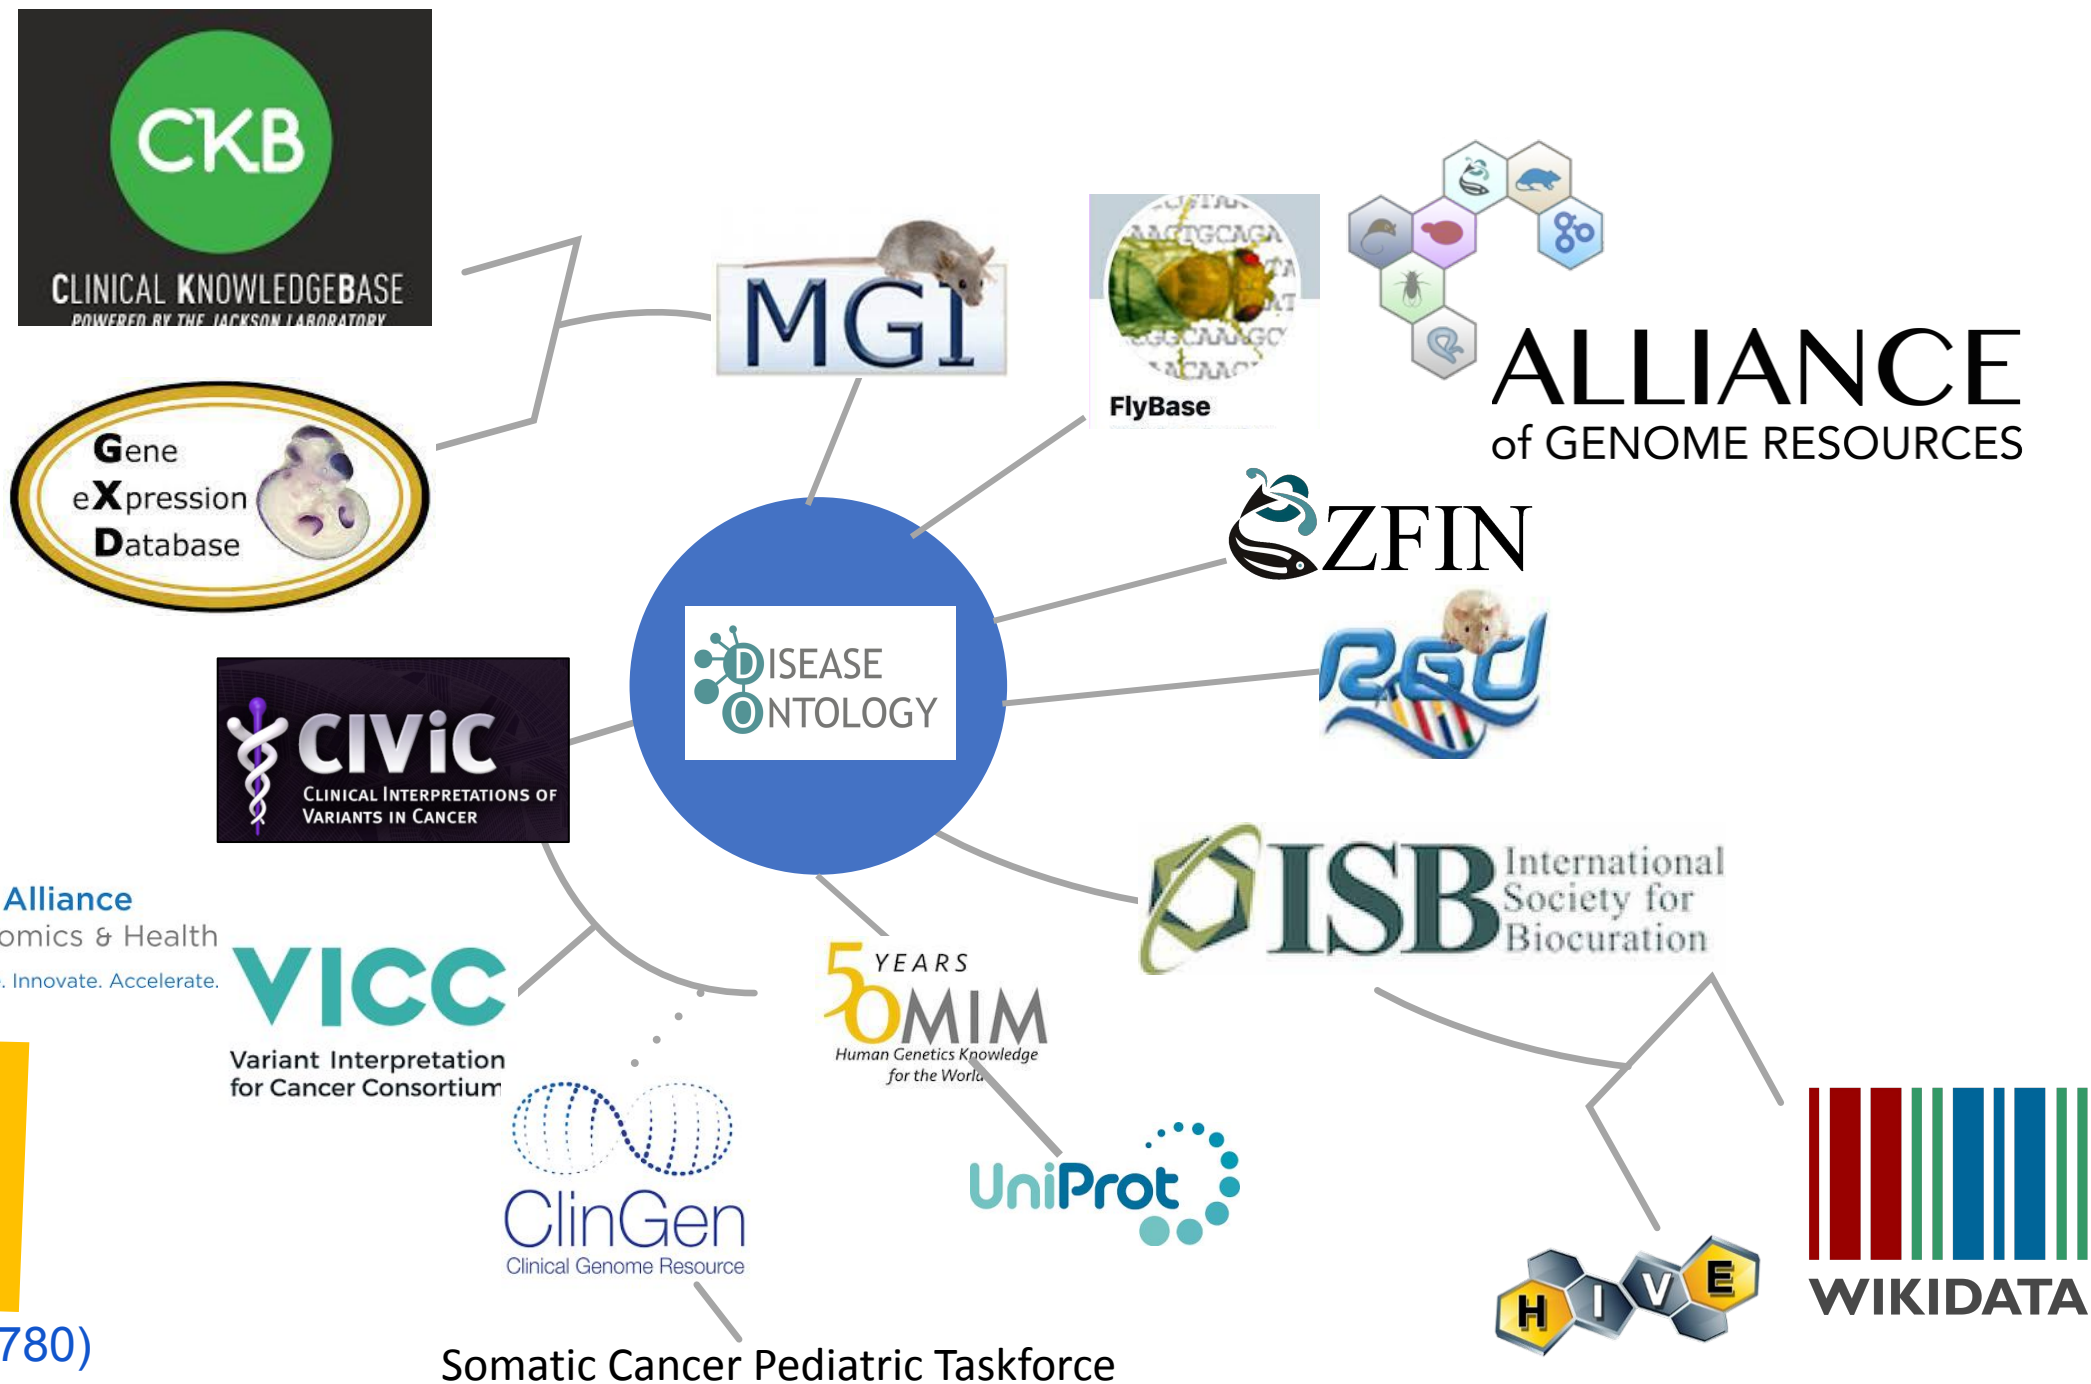 CKB
CLINICAL KNOWLEDGEBASE
POWERED BY THE JACKSON LABORATORY
MGI
AACTGCAGA
FlyBase
ALLIANCE
of GENOME RESOURCES
Gene
eXpression
Database
ZFIN
RGD
DISEASE
ONTOLOGY
CIViC
CLINICAL INTERPRETATIONS OF
VARIANTS IN CANCER
ISB
International
Society for
Biocuration
Alliance
omics & Health
. Innovate. Accelerate.
VICC
Variant Interpretation
for Cancer Consortium
50 YEARS
OMIM
Human Genetics Knowledge
for the World
ClinGen
Clinical Genome Resource
UniProt
HIVE
WIKIDATA
780)
Somatic Cancer Pediatric Taskforce